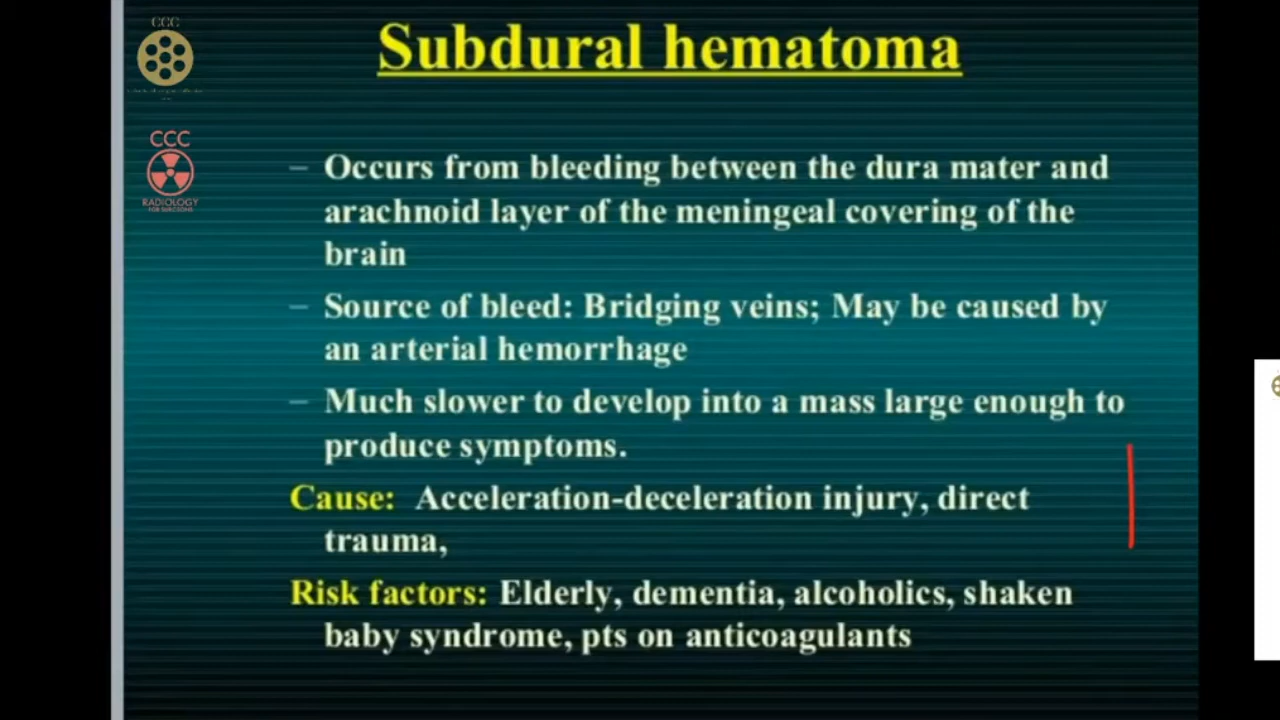 CCC
Subdural hematoma
CCC
RADIOLOGY
FOR SURGEONS
– Occurs from bleeding between the dura mater and
arachnoid layer of the meningeal covering of the
brain
– Source of bleed: Bridging veins; May be caused by
an arterial hemorrhage
– Much slower to develop into a mass large enough to
produce symptoms.
Cause: Acceleration-deceleration injury, direct
trauma,
Risk factors: Elderly, dementia, alcoholics, shaken
baby syndrome, pts on anticoagulants